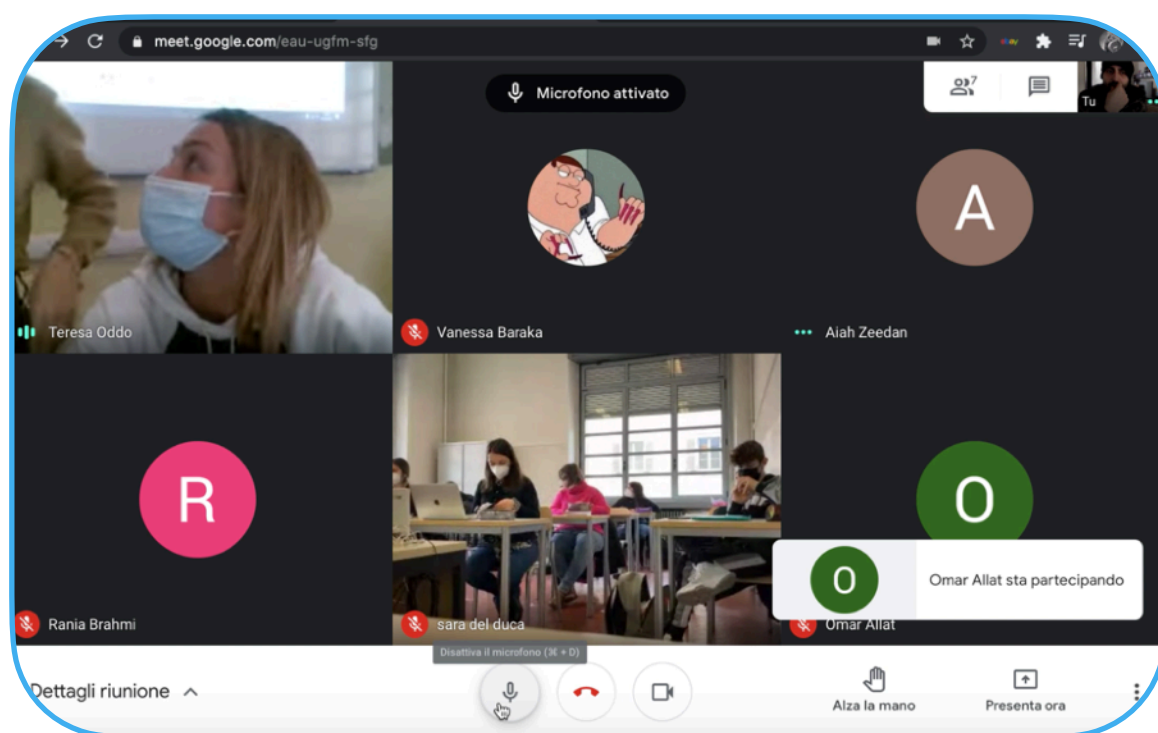 meet.google.com/eau-ugfm-sfg
Microfono attivato
7
Tu
A
Teresa Oddo
Vanessa Baraka
Aiah Zeedan
R
O
O
Omar Allat sta partecipando
Rania Brahmi
sara del duca
Omar Allat
Disattiva il microfono (⌘ + D)
Dettagli riunione
Alza la mano
Presenta ora